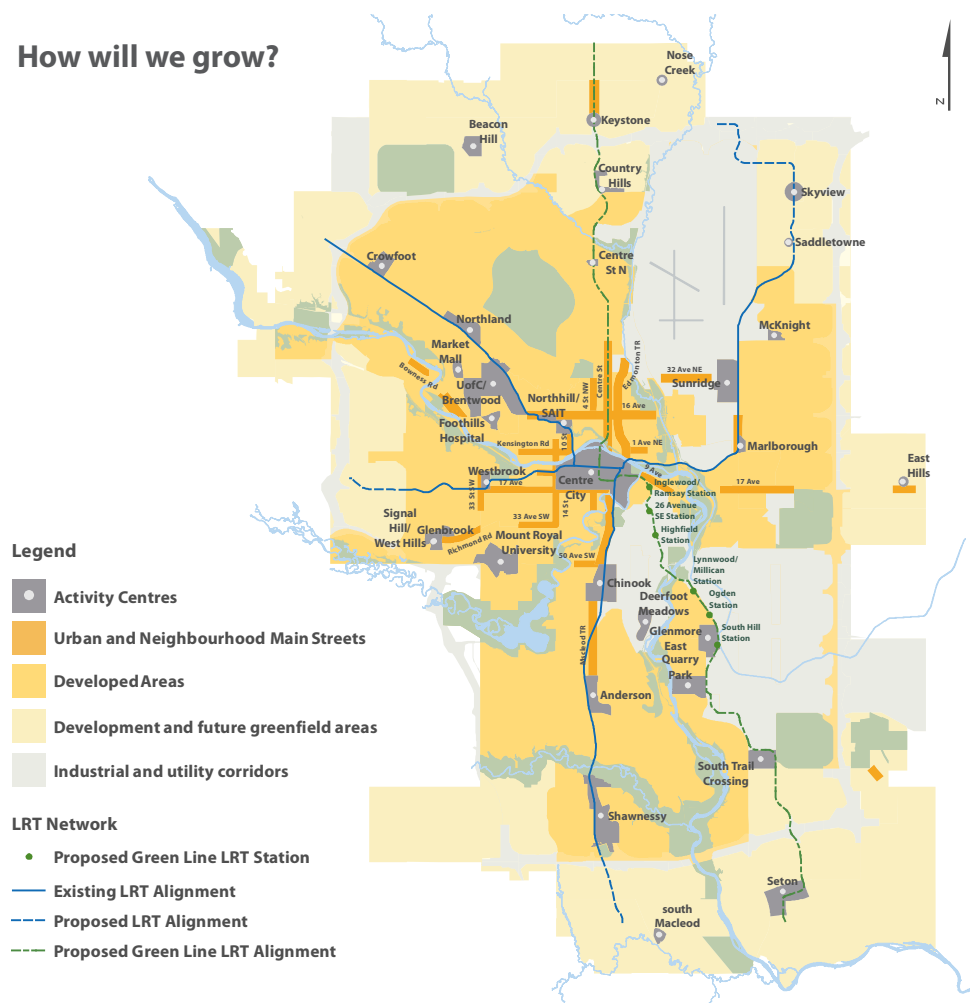 How will we grow?
N
Nose
Creek
Keystone
Beacon
Hill
Country
Hills
Skyview
Saddletowne
Crowfoot
Centre
St N
Northland
McKnight
Market
Mall
Bowness Rd
UofC/
Brentwood
Northhill/
SAIT
4 St NW
Centre St
Edmonton TR
32 Ave NE
Sunridge
16 Ave
Foothills
Hospital
Kensington Rd
10 St
1 Ave NE
Marlborough
East
Hills
Westbrook
17 Ave
33 St SW
Centre
City
9 Ave
17 Ave
Inglewood/
Ramsay Station
26 Avenue
SE Station
Highfield
Station
Signal
Hill/
West Hills
Glenbrook
Richmond Rd
33 Ave SW
14 St
Mount Royal
University
50 Ave SW
Chinook
Lynnwood/
Millican
Station
Ogden
Station
Deerfoot
Meadows
South Hill
Station
Glenmore
East
Quarry
Park
Macleod TR
Anderson
South Trail
Crossing
Shawnessy
Seton
south
Macleod
Legend
Activity Centres
Urban and Neighbourhood Main Streets
Developed Areas
Development and future greenfield areas
Industrial and utility corridors
LRT Network
Proposed Green Line LRT Station
Existing LRT Alignment
Proposed LRT Alignment
Proposed Green Line LRT Alignment